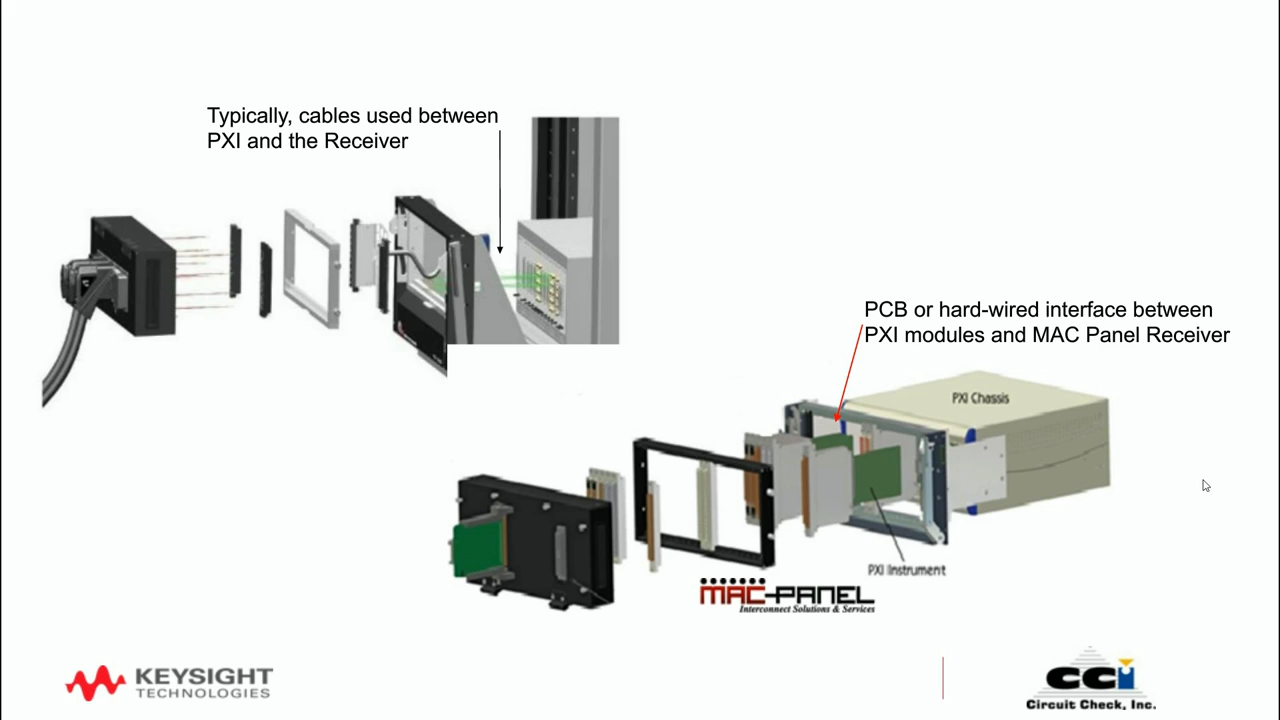 Typically, cables used between
PXI and the Receiver
PCB or hard-wired interface between
PXI modules and MAC Panel Receiver
PXI Chassis
PXI Instrument
MAC-PANEL
Interconnect Solutions & Services
KEYSIGHT
TECHNOLOGIES
CCi
Circuit Check, Inc.